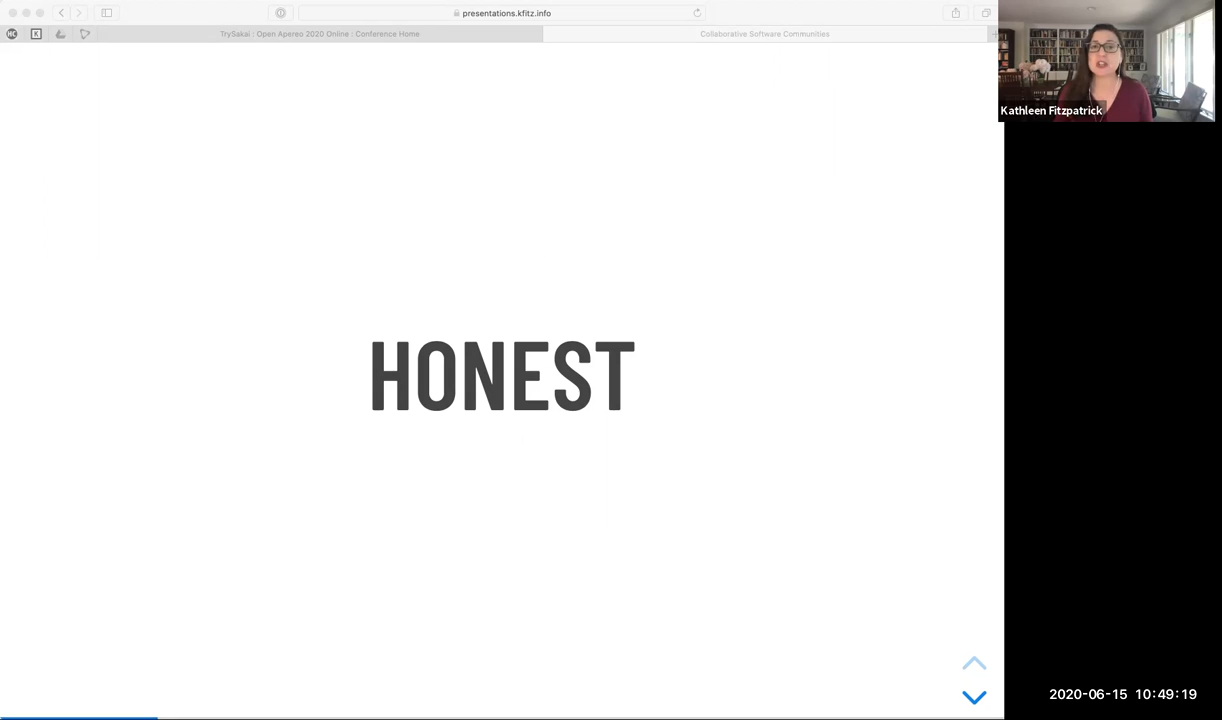 presentations.kfitz.info
HC
K
TrySakai : Open Apereo 2020 Online : Conference Home
Collaborative Software Communities
Kathleen Fitzpatrick
HONEST
2020-06-15 10:49:19